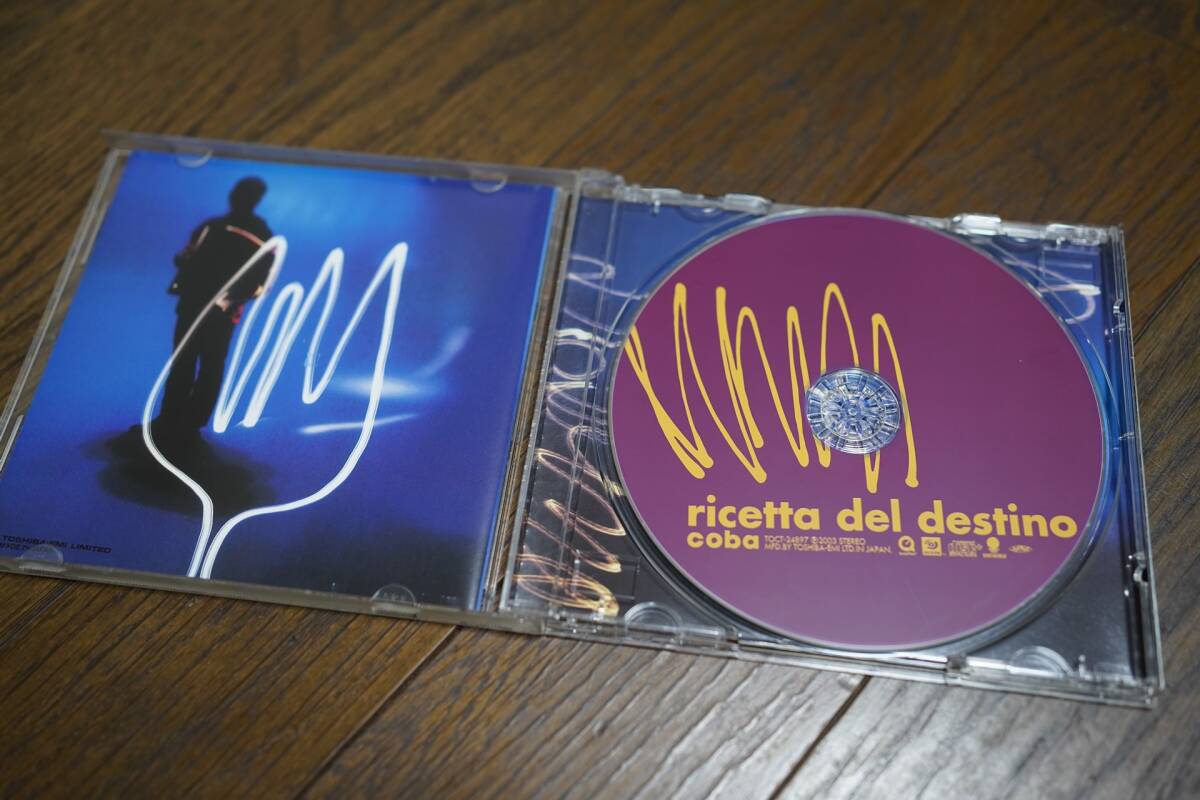 TOSHIBA-EMI LIMITED
ricetta del destino
coba
TOCT-24897 ℗2003 STEREO
MFD.BY TOSHIBA-EMI LTD.IN JAPAN.